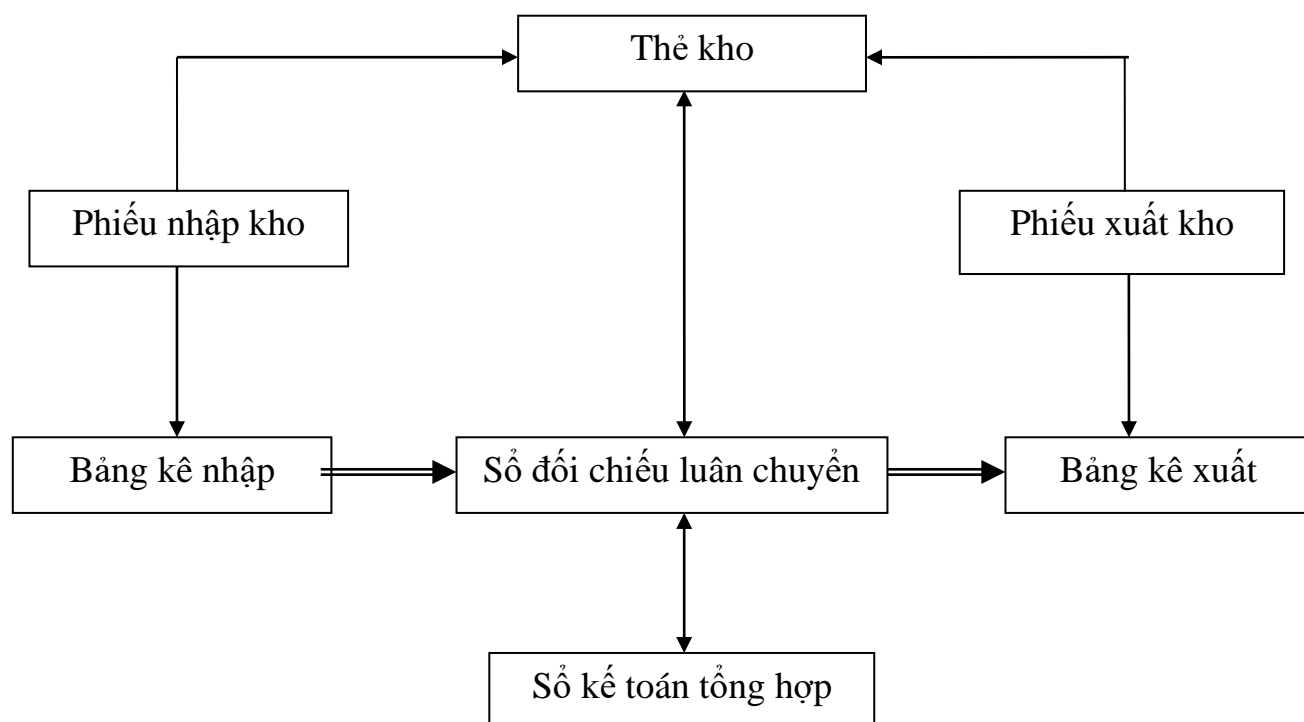 Thẻ kho
Phiếu nhập kho
Phiếu xuất kho
Bảng kê nhập
Sổ đối chiếu luân chuyển
Bảng kê xuất
Sổ kế toán tổng hợp